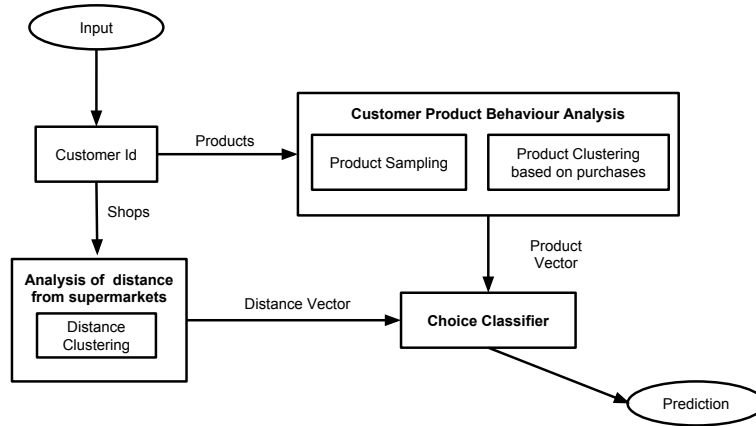 Input
Customer Product Behaviour Analysis
Products
Customer Id
Product Sampling
Product Clustering
based on purchases
Shops
Product
Vector
Analysis of distance
from supermarkets
Distance Vector
Distance
Clustering
Choice Classifier
Prediction